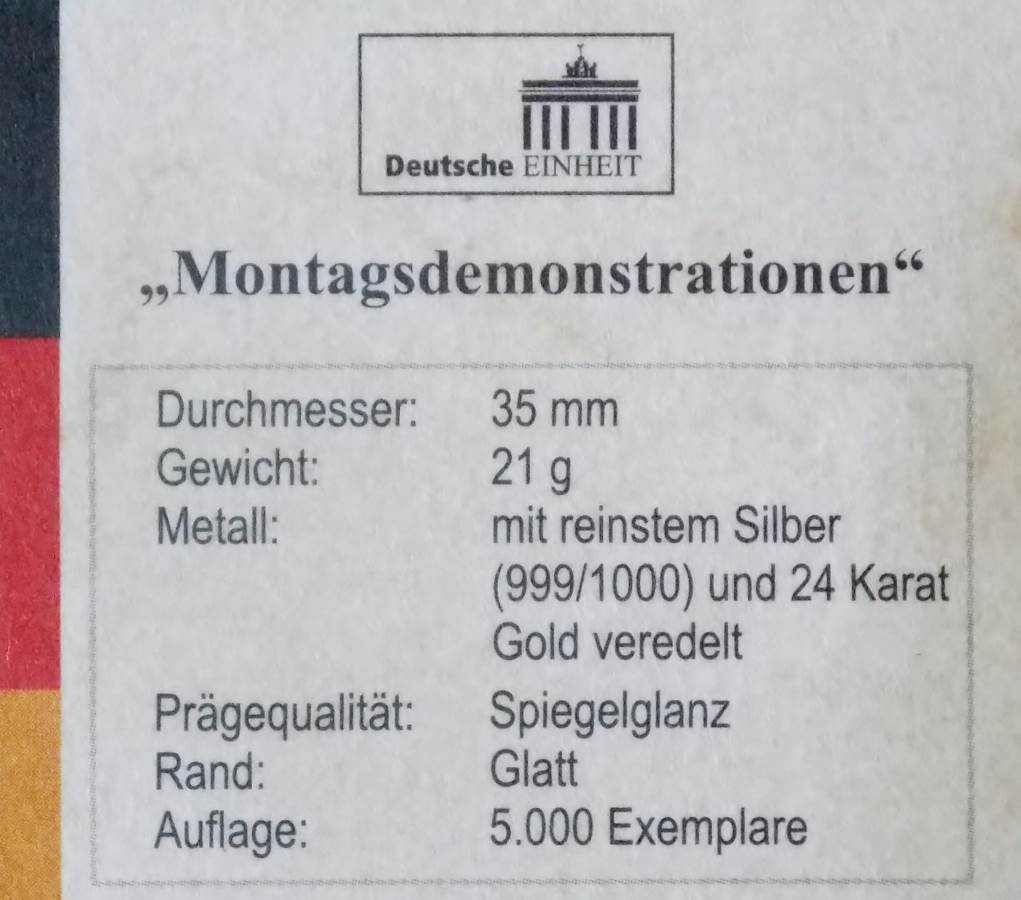 Deutsche EINHEIT
„Montagsdemonstrationen“
Durchmesser: 35 mm
Gewicht: 21 g
Metall: mit reinstem Silber
(999/1000) und 24 Karat
Gold veredelt
Prägequalität: Spiegelglanz
Rand: Glatt
Auflage: 5.000 Exemplare